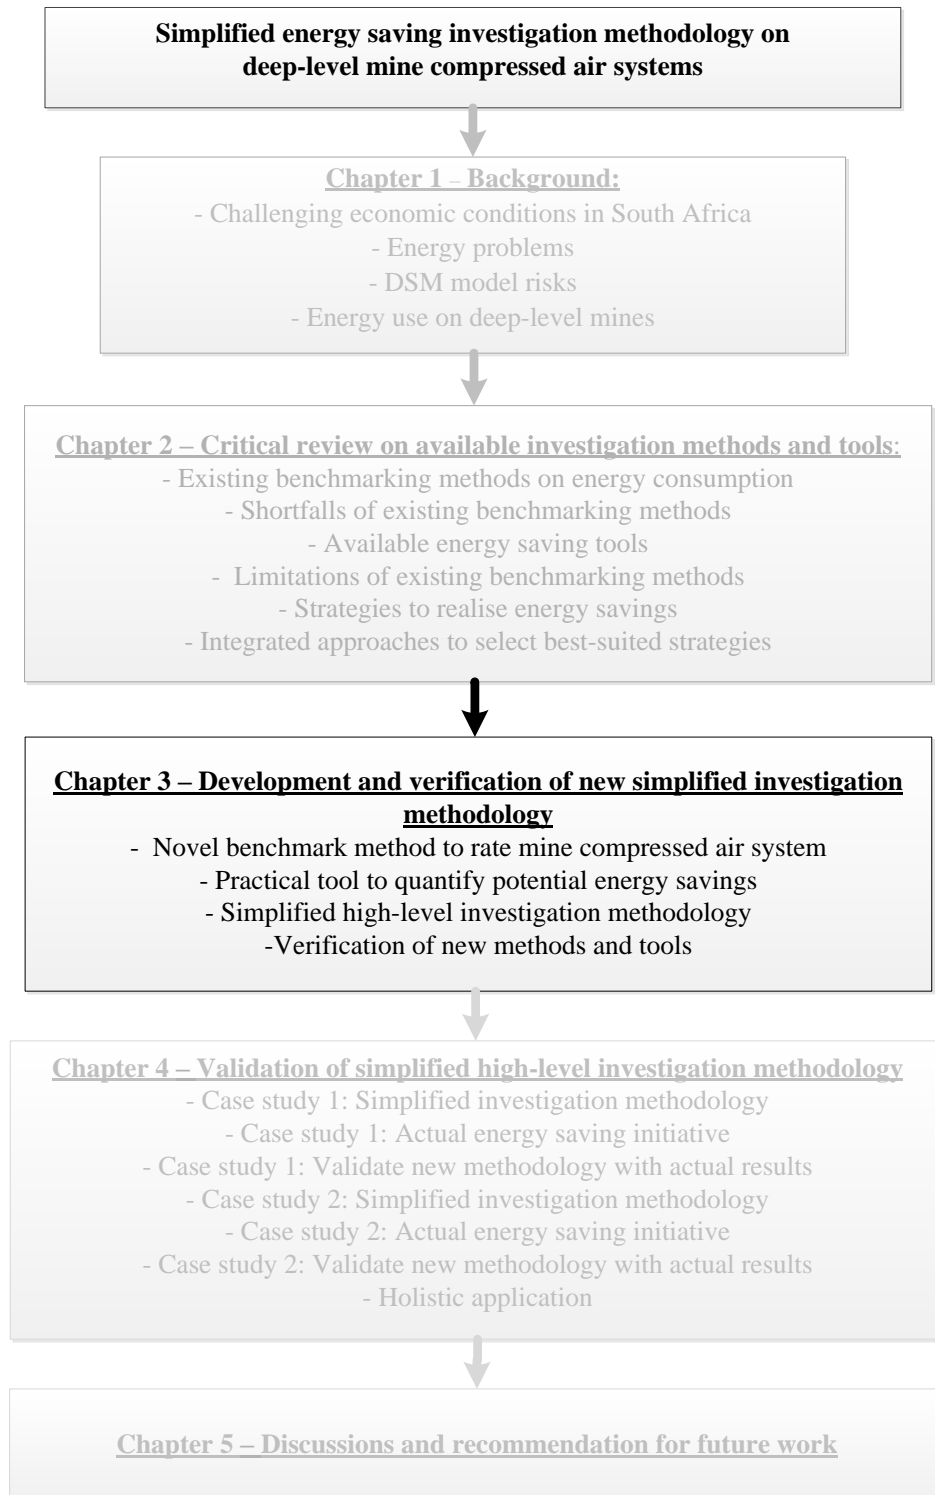 Simplified energy saving investigation methodology on
deep-level mine compressed air systems
Chapter 1 – Background:
- Challenging economic conditions in South Africa
- Energy problems
- DSM model risks
- Energy use on deep-level mines
Chapter 2 – Critical review on available investigation methods and tools:
- Existing benchmarking methods on energy consumption
- Shortfalls of existing benchmarking methods
- Available energy saving tools
- Limitations of existing benchmarking methods
- Strategies to realise energy savings
- Integrated approaches to select best-suited strategies
Chapter 3 – Development and verification of new simplified investigation
methodology
- Novel benchmark method to rate mine compressed air system
- Practical tool to quantify potential energy savings
- Simplified high-level investigation methodology
-Verification of new methods and tools
Chapter 4 – Validation of simplified high-level investigation methodology
- Case study 1: Simplified investigation methodology
- Case study 1: Actual energy saving initiative
- Case study 1: Validate new methodology with actual results
- Case study 2: Simplified investigation methodology
- Case study 2: Actual energy saving initiative
- Case study 2: Validate new methodology with actual results
- Holistic application
Chapter 5 – Discussions and recommendation for future work